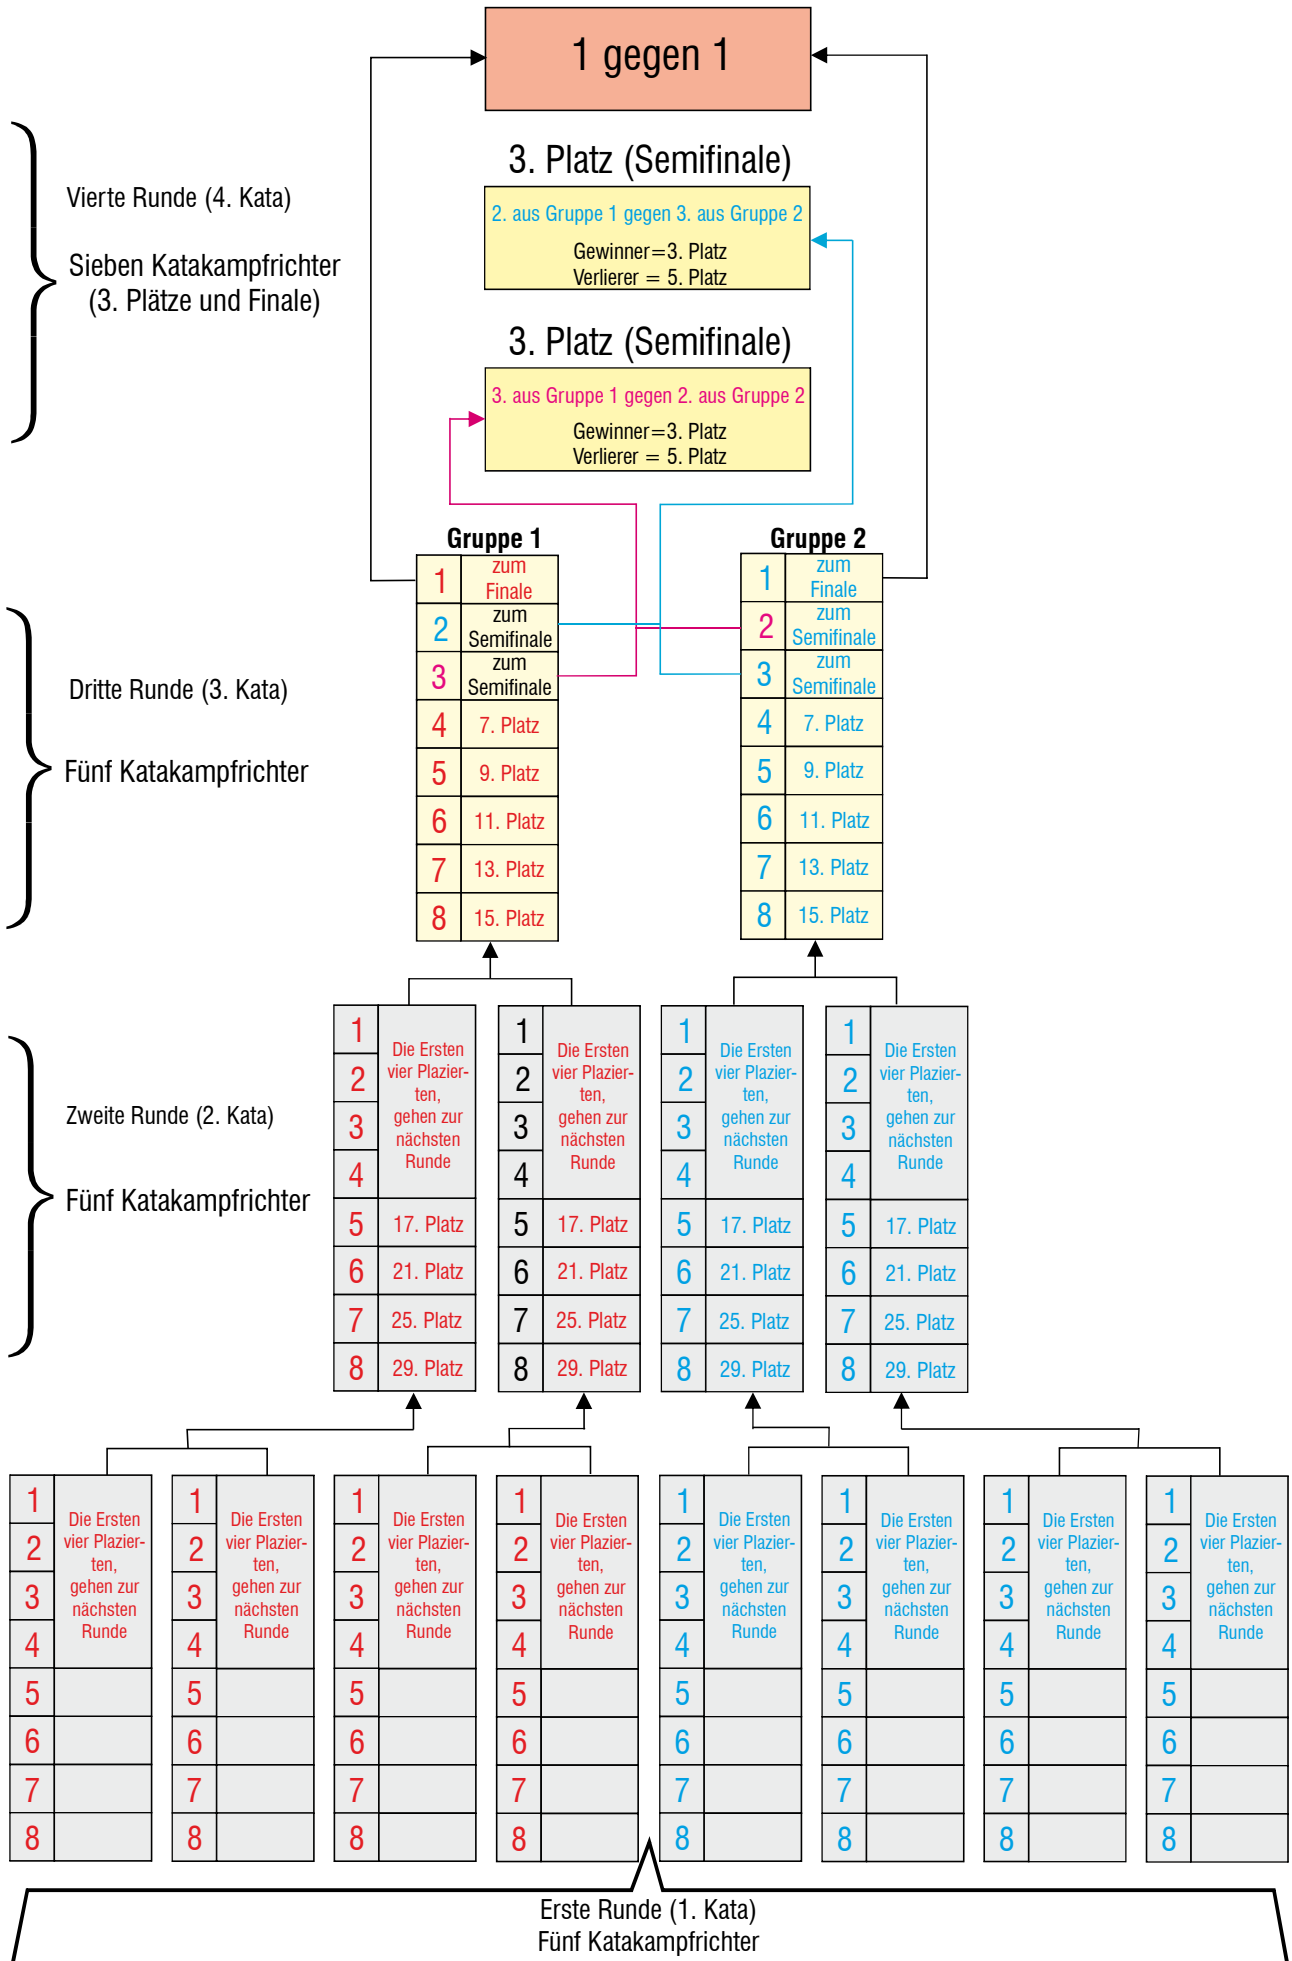 1 gegen 1
3. Platz (Semifinale)
Vierte Runde (4. Kata)
2. aus Gruppe 1 gegen 3. aus Gruppe 2
Gewinner=3. Platz
Verlierer = 5. Platz
Sieben Katakampfrichter
(3. Plätze und Finale)
3. Platz (Semifinale)
3. aus Gruppe 1 gegen 2. aus Gruppe 2
Gewinner=3. Platz
Verlierer = 5. Platz
Dritte Runde (3. Kata)
Fünf Katakampfrichter
Gruppe 1
1 zum
Finale
2 zum
Semifinale
3 zum
Semifinale
4 7. Platz
5 9. Platz
6 11. Platz
7 13. Platz
8 15. Platz
Gruppe 2
1 zum
Finale
2 zum
Semifinale
3 zum
Semifinale
4 7. Platz
5 9. Platz
6 11. Platz
7 13. Platz
8 15. Platz
Zweite Runde (2. Kata)
Fünf Katakampfrichter
1
2
3
4
Die Ersten
vier Plazier-
ten,
gehen zur
nächsten
Runde
5 17. Platz
6 21. Platz
7 25. Platz
8 29. Platz
1
2
3
4
Die Ersten
vier Plazier-
ten,
gehen zur
nächsten
Runde
5 17. Platz
6 21. Platz
7 25. Platz
8 29. Platz
1
2
3
4
Die Ersten
vier Plazier-
ten,
gehen zur
nächsten
Runde
5 17. Platz
6 21. Platz
7 25. Platz
8 29. Platz
1
2
3
4
Die Ersten
vier Plazier-
ten,
gehen zur
nächsten
Runde
5 17. Platz
6 21. Platz
7 25. Platz
8 29. Platz
1
2
3
4
Die Ersten
vier Plazier-
ten,
gehen zur
nächsten
Runde
5
6
7
8
1
2
3
4
Die Ersten
vier Plazier-
ten,
gehen zur
nächsten
Runde
5
6
7
8
1
2
3
4
Die Ersten
vier Plazier-
ten,
gehen zur
nächsten
Runde
5
6
7
8
1
2
3
4
Die Ersten
vier Plazier-
ten,
gehen zur
nächsten
Runde
5
6
7
8
1
2
3
4
Die Ersten
vier Plazier-
ten,
gehen zur
nächsten
Runde
5
6
7
8
1
2
3
4
Die Ersten
vier Plazier-
ten,
gehen zur
nächsten
Runde
5
6
7
8
1
2
3
4
Die Ersten
vier Plazier-
ten,
gehen zur
nächsten
Runde
5
6
7
8
1
2
3
4
Die Ersten
vier Plazier-
ten,
gehen zur
nächsten
Runde
5
6
7
8
Erste Runde (1. Kata)
Fünf Katakampfrichter